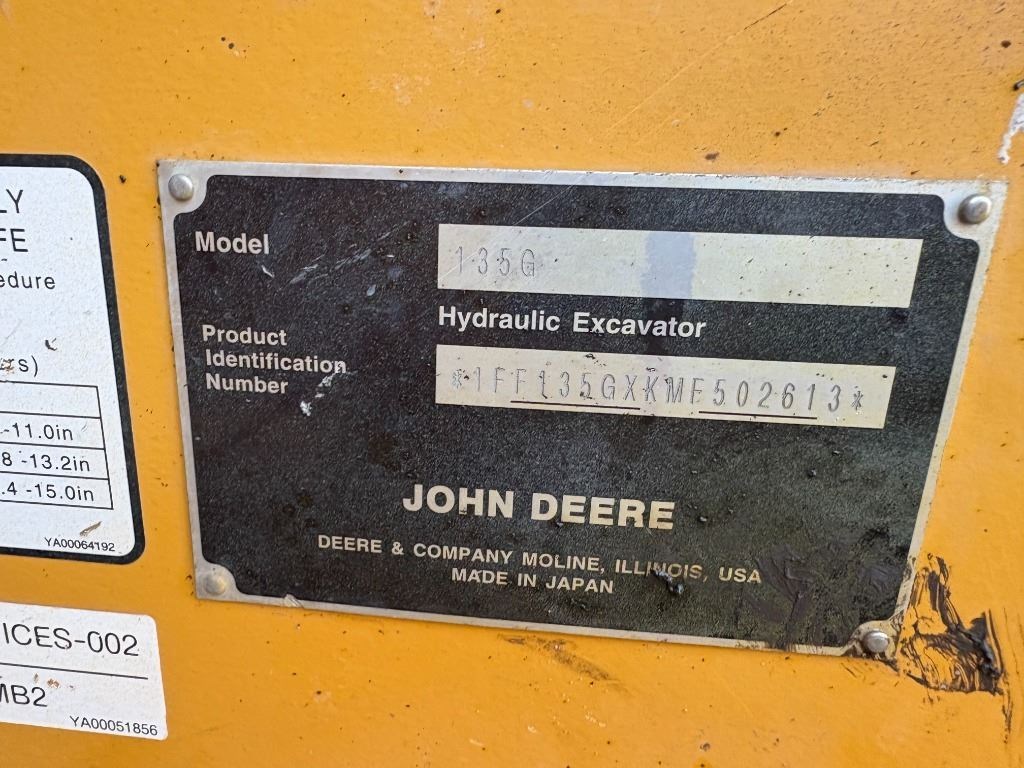 LY
FE
edure
s)
-11.0in
8 -13.2in
.4 -15.0in
YA00064192
ICES-002
MB2
YA00051856
Model
135G
Hydraulic Excavator
Product
Identification
Number
*1FF135GXKMF502613*
JOHN DEERE
DEERE & COMPANY MOLINE, ILLINOIS, USA
MADE IN JAPAN